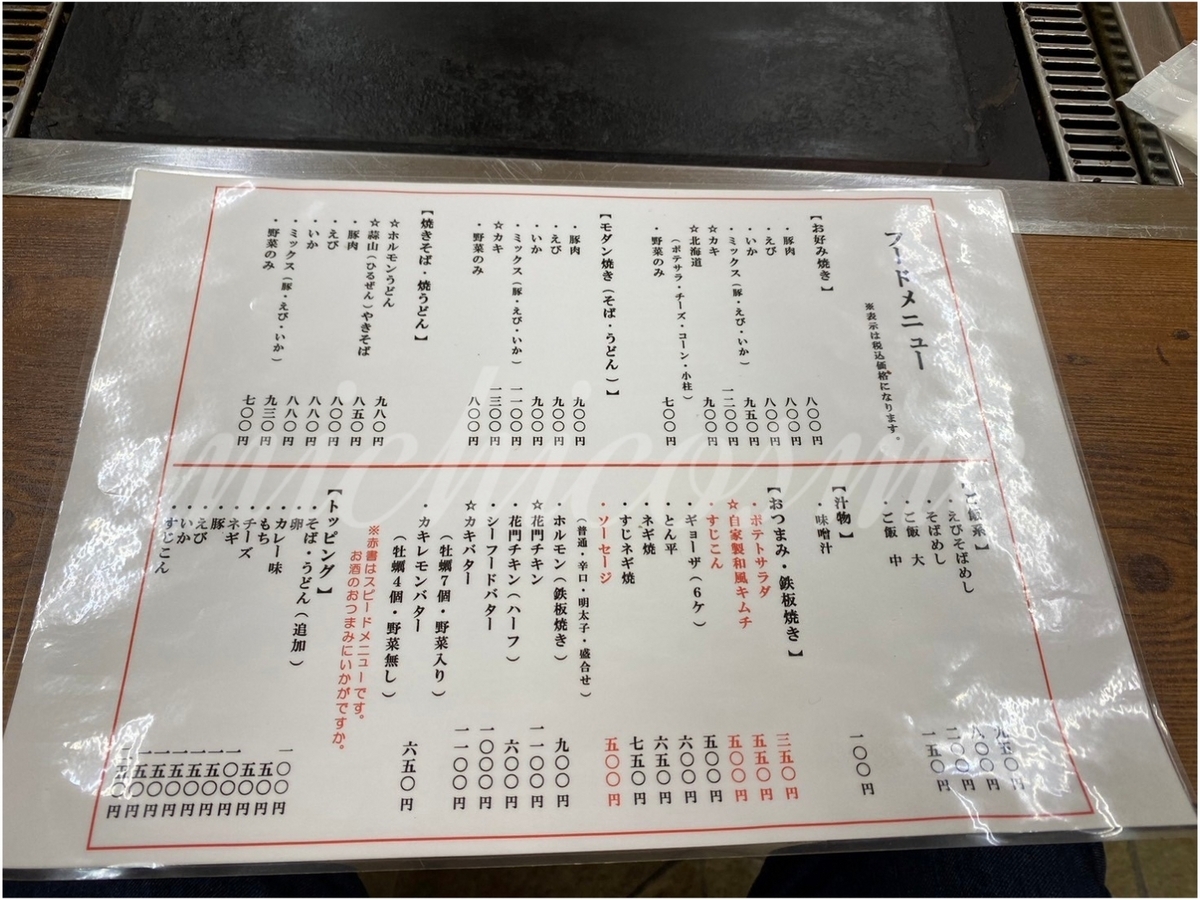 フードメニュー
※表示は税込価格になります。
【お好み焼き】
・豚肉 八〇〇円
・えび 八〇〇円
・いか 八〇〇円
・ミックス(豚・えび・いか) 九五〇円
☆カキ 一二〇〇円
☆北海道 九〇〇円
(ポテサラ・チーズ・コーン・小柱)
・野菜のみ 七〇〇円
【モダン焼き(そば・うどん)】
・豚肉 九〇〇円
・えび 九〇〇円
・いか 九〇〇円
・ミックス(豚・えび・いか) 一一〇〇円
☆カキ 一三〇〇円
・野菜のみ 八〇〇円
【焼きそば・焼うどん】
☆ホルモンうどん 九八〇円
☆蒜山(ひるぜん)やきそば 八五〇円
・豚肉 八〇〇円
・えび 八八〇円
・いか 八八〇円
・ミックス(豚・えび・いか) 九三〇円
・野菜のみ 七〇〇円
【ご飯系】
・えびそばめし 九五〇円
・そばめし 八〇〇円
・ご飯 大 二〇〇円
・ご飯 中 一五〇円
【汁物】
・味噌汁 一〇〇円
【おつまみ・鉄板焼き】
・ポテトサラダ 三五〇円
☆自家製和風キムチ 五五〇円
・すじこん 五〇〇円
・ギョーザ(6ケ) 五〇〇円
・とん平 六〇〇円
・ネギ焼 六五〇円
・すじネギ焼 七五〇円
・ソーセージ 五〇〇円
(普通・辛口・明太子・盛合せ)
・ホルモン(鉄板焼き) 九〇〇円
☆花門チキン 一一〇〇円
・花門チキン(ハーフ) 六〇〇円
・シーフードバター 一〇〇〇円
☆カキバター 一一〇〇円
(牡蠣7個・野菜入り)
・カキレモンバター 六五〇円
(牡蠣4個・野菜無し)
※赤書はスピードメニューです。
お酒のおつまみにいかがですか。
【トッピング】
・そば・うどん(追加)
・卵
・カレー味
・もち
・チーズ
・ネギ
・豚
・えび
・いか
・すじこん
michicosme